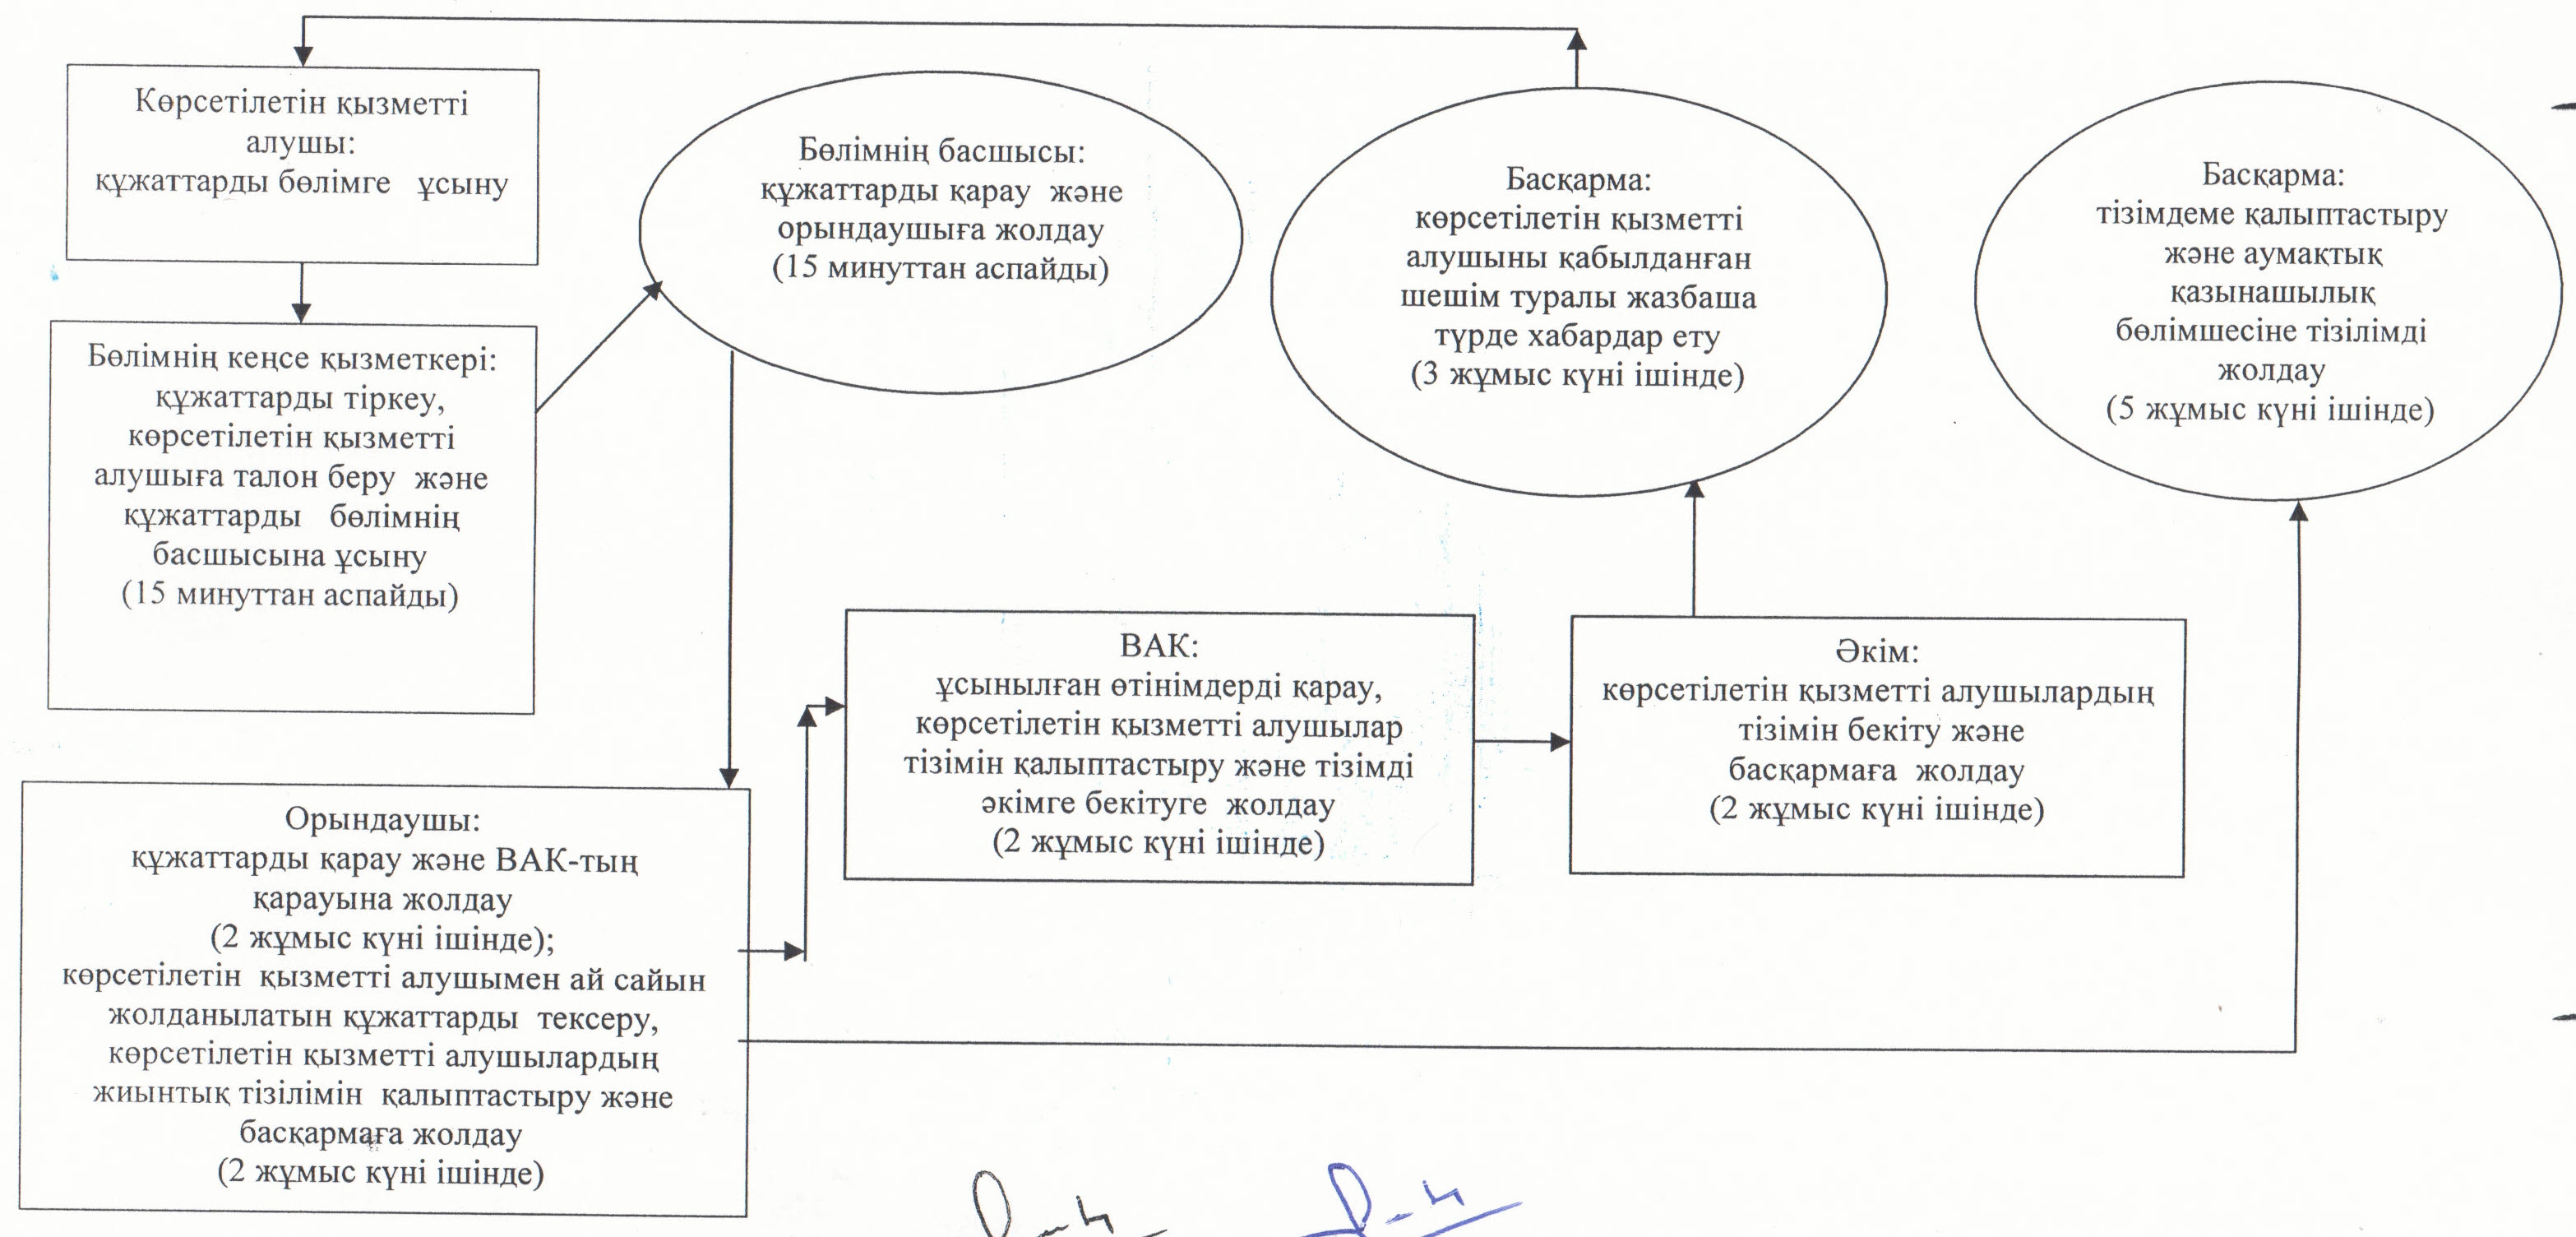 Көрсетілетін қызметті
алушы:
құжаттарды бөлімге ұсыну
Бөлімнің кеңсе қызметкері:
құжаттарды тіркеу,
көрсетілетін қызметті
алушыға талон беру және
құжаттарды бөлімнің
басшысына ұсыну
(15 минуттан аспайды)
Бөлімнің басшысы:
құжаттарды қарау және
орындаушыға жолдау
(15 минуттан аспайды)
Орындаушы:
құжаттарды қарау және ВАК-тың
қарауына жолдау
(2 жұмыс күні ішінде);
көрсетілетін қызметті алушымен ай сайын
жолданылатын құжаттарды тексеру,
көрсетілетін қызметті алушылардың
жиынтық тізілімін қалыптастыру және
басқармаға жолдау
(2 жұмыс күні ішінде)
ВАК:
ұсынылған өтінімдерді қарау,
көрсетілетін қызметті алушылар
тізімін қалыптастыру және тізімді
әкімге бекітуге жолдау
(2 жұмыс күні ішінде)
Әкім:
көрсетілетін қызметті алушылардың
тізімін бекіту және
басқармаға жолдау
(2 жұмыс күні ішінде)
Басқарма:
көрсетілетін қызметті
алушыны қабылданған
шешім туралы жазбаша
түрде хабардар ету
(3 жұмыс күні ішінде)
Басқарма:
тізімдеме қалыптастыру
және аумақтық
қазынашылық
бөлімшесіне тізілімді
жолдау
(5 жұмыс күні ішінде)